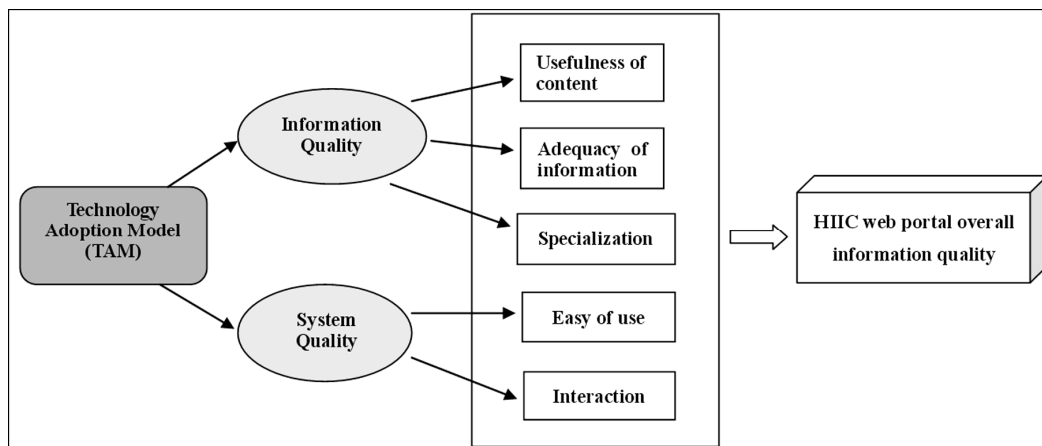 Technology
Adoption Model
(TAM)
Information
Quality
System
Quality
Usefulness of
content
Adequacy of
information
Specialization
Easy of use
Interaction
HIIC web portal overall
information quality